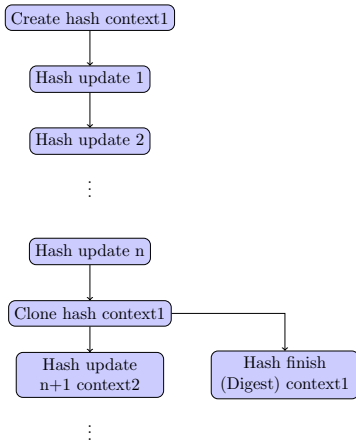 Create hash context1
Hash update 1
Hash update 2
⋮
Hash update n
Clone hash context1
Hash update
n+1 context2
Hash finish
(Digest) context1
⋮